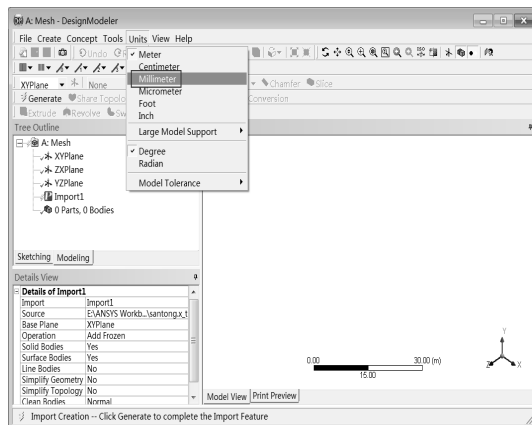 A: Mesh - DesignModeler
File Create Concept Tools Units View Help
Undo
XYPlane None Chamfer Slice
Generate Share Topolo Conversion
Extrude Revolve Sw
Meter
Centimeter
Millimeter
Micrometer
Foot
Inch
Large Model Support
Degree
Radian
Model Tolerance
Tree Outline
A: Mesh
XYPlane
ZXPlane
YZPlane
Import1
0 Parts, 0 Bodies
Sketching Modeling
Details View
Details of Import1
Import Import1
Source E:\ANSYS Workb...\santong.x_t
Base Plane XYPlane
Operation Add Frozen
Solid Bodies Yes
Surface Bodies Yes
Line Bodies No
Simplify Geometry No
Simplify Topology No
Clean Bodies Normal
0.00 30.00 (m)
15.00
Y
Z X
Model View Print Preview
Import Creation -- Click Generate to complete the Import Feature